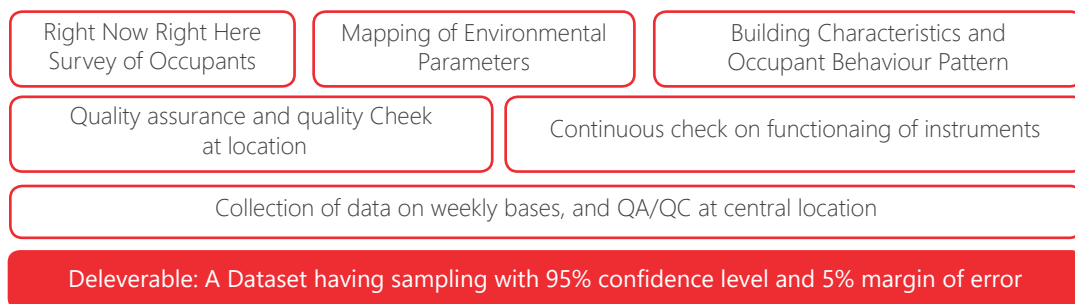 Right Now Right Here
Survey of Occupants
Mapping of Environmental
Parameters
Building Characteristics and
Occupant Behaviour Pattern
Quality assurance and quality Cheek
at location
Continuous check on functionaing of instruments
Collection of data on weekly bases, and QA/QC at central location
Deleverable: A Dataset having sampling with 95% confidence level and 5% margin of error